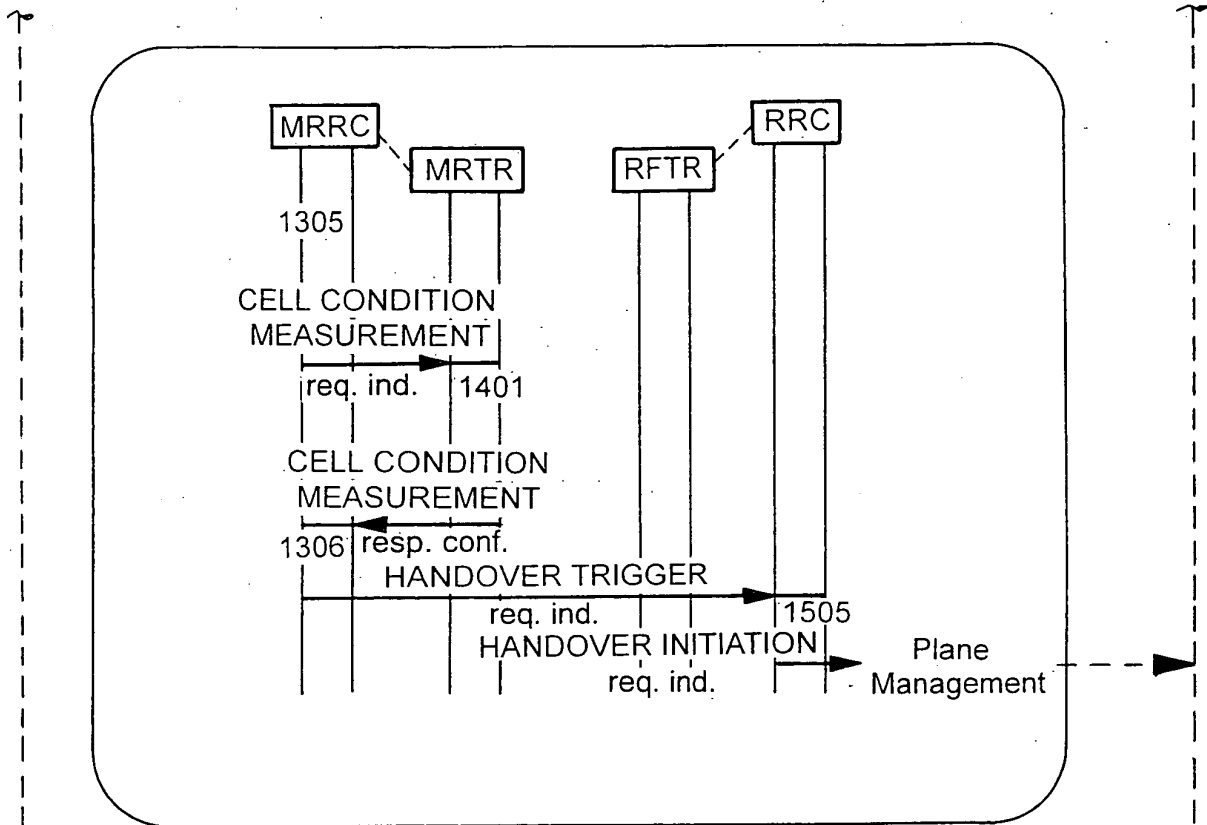 MRRC
RRC
MRTR
RFTR
1305
CELL CONDITION
MEASUREMENT
req. ind.
1401
CELL CONDITION
MEASUREMENT
1306
resp. conf.
HANDOVER TRIGGER
req. ind.
1505
HANDOVER INITIATION
req. ind.
Plane
Management